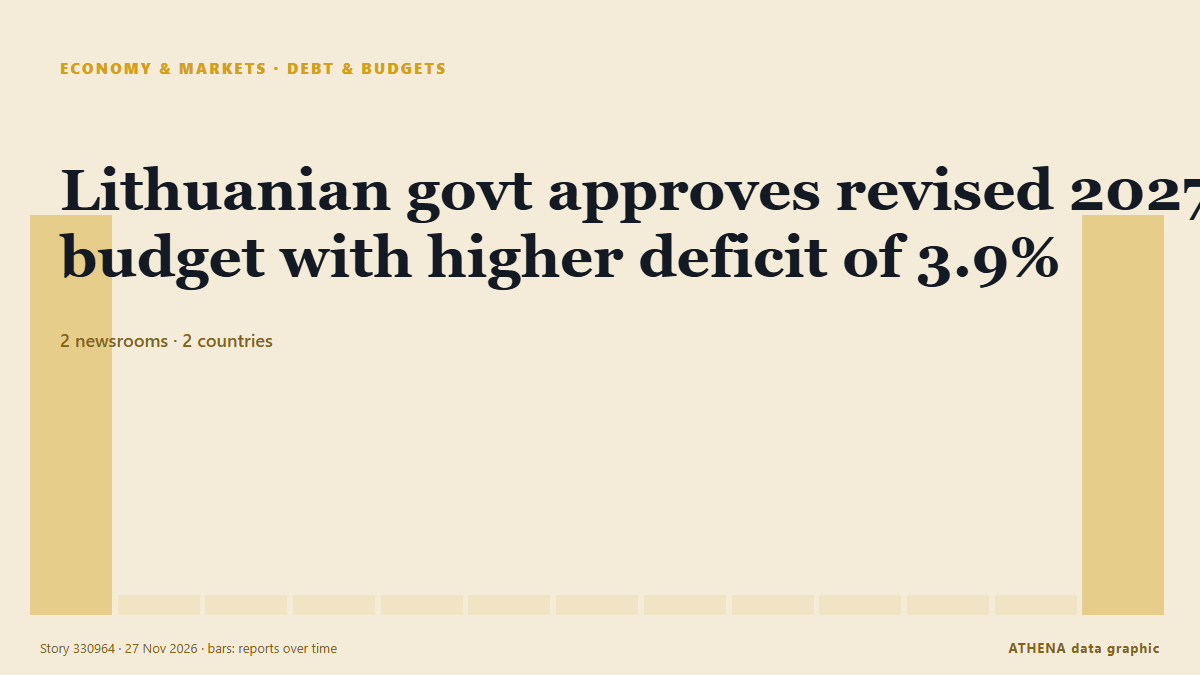 ECONOMY & MARKETS · DEBT & BUDGETS
Lithuanian govt approves revised 2027
budget with higher deficit of 3.9%
2 newsrooms · 2 countries
Story 330964 · 27 Nov 2026 · bars: reports over time
ATHENA data graphic